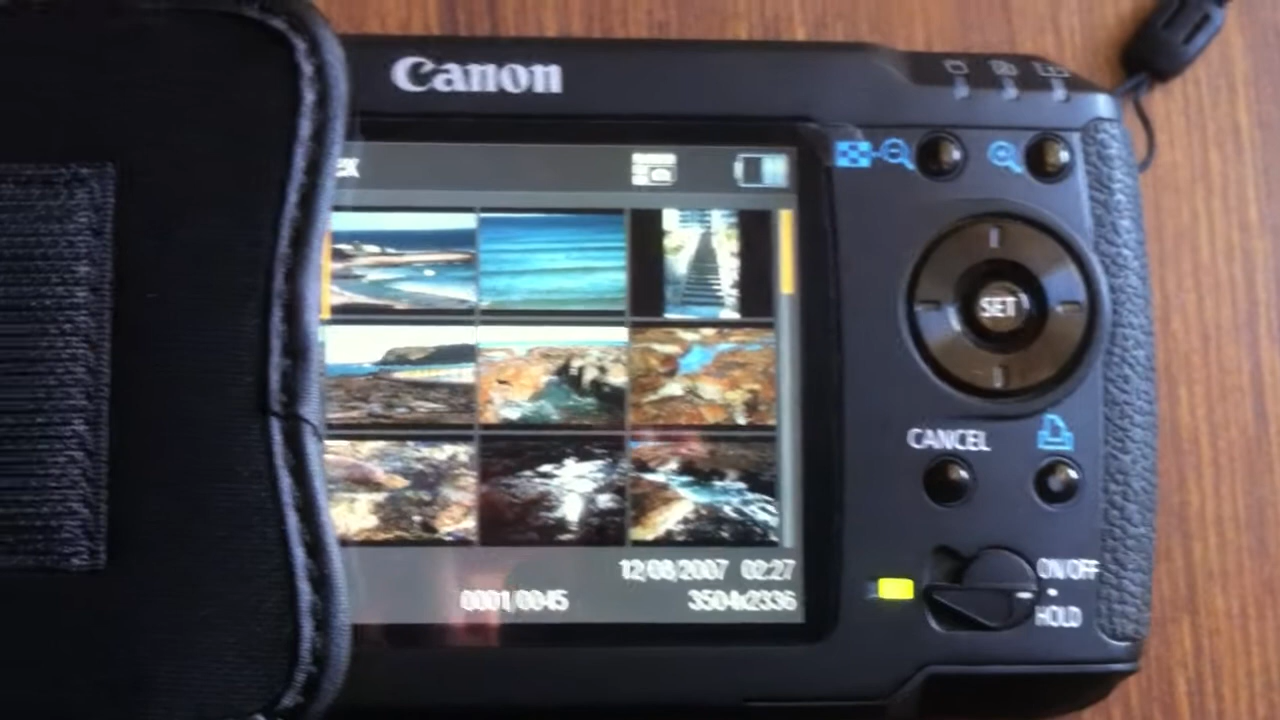 Canon
SET
CANCEL
12/08/2007 02:27
0001/0045
3504x2336
ON/OFF
HOLD